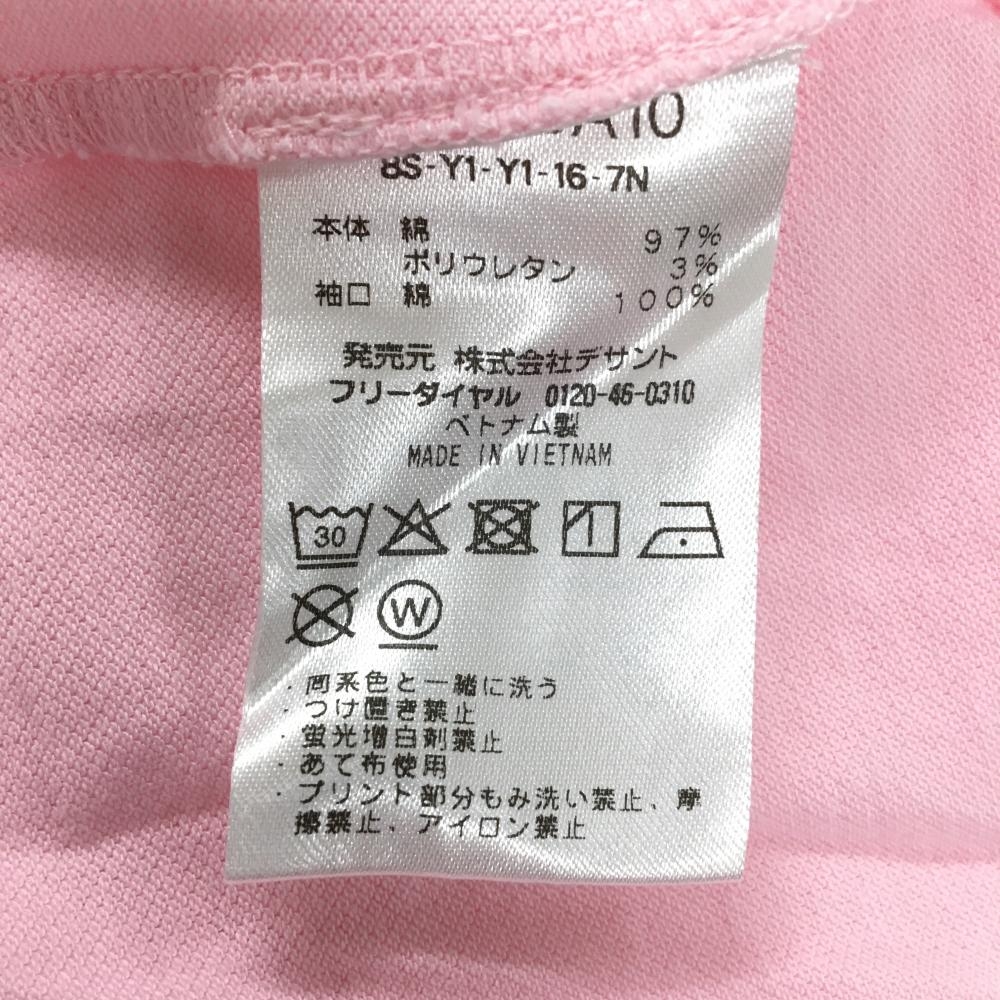 A10
8S-Y1-Y1-16-7N
本体 綿 97%
ポリウレタン 3%
袖口 綿 100%
発売元 株式会社デサント
フリーダイヤル 0120-46-0310
ベトナム製
MADE IN VIETNAM
30
W
・同系色と一緒に洗う
・つけ置き禁止
・蛍光増白剤禁止
・あて布使用
・プリント部分もみ洗い禁止、摩
擦禁止、アイロン禁止